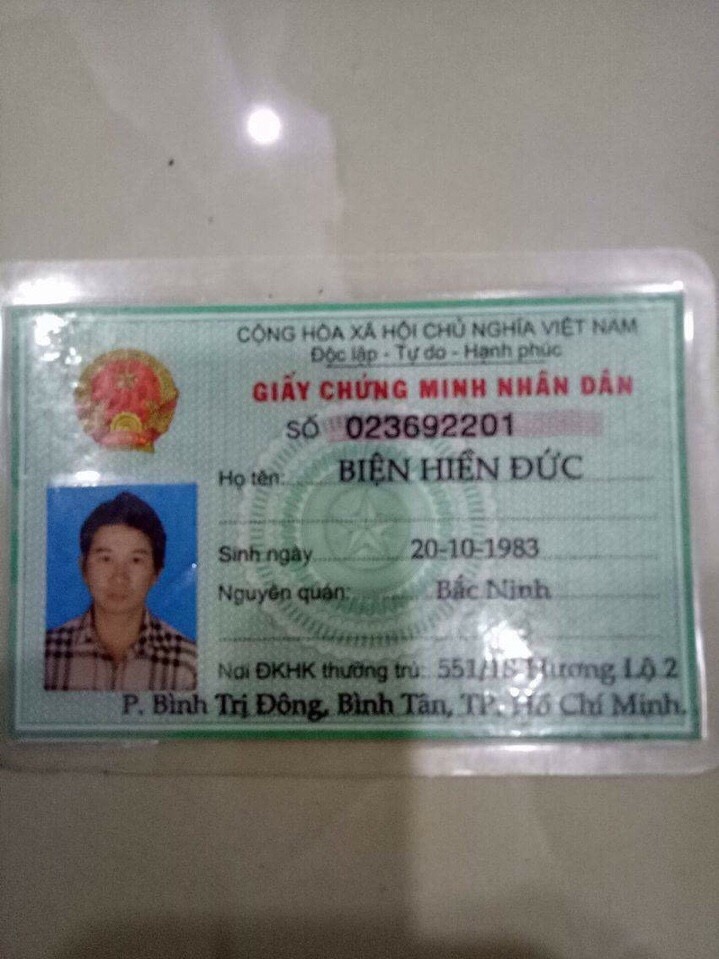 CỘNG HÒA XÃ HỘI CHỦ NGHĨA VIỆT NAM
Độc lập - Tự do - Hạnh phúc
GIẤY CHỨNG MINH NHÂN DÂN
SỐ 023692201
Họ tên: BIỆN HIỀN ĐỨC
Sinh ngày 20-10-1983
Nguyên quán: Bắc Ninh
Nơi ĐKHK thường trú: 551/18 Hương Lộ 2
P. Bình Trị Đông, Bình Tân, TP. Hồ Chí Minh.